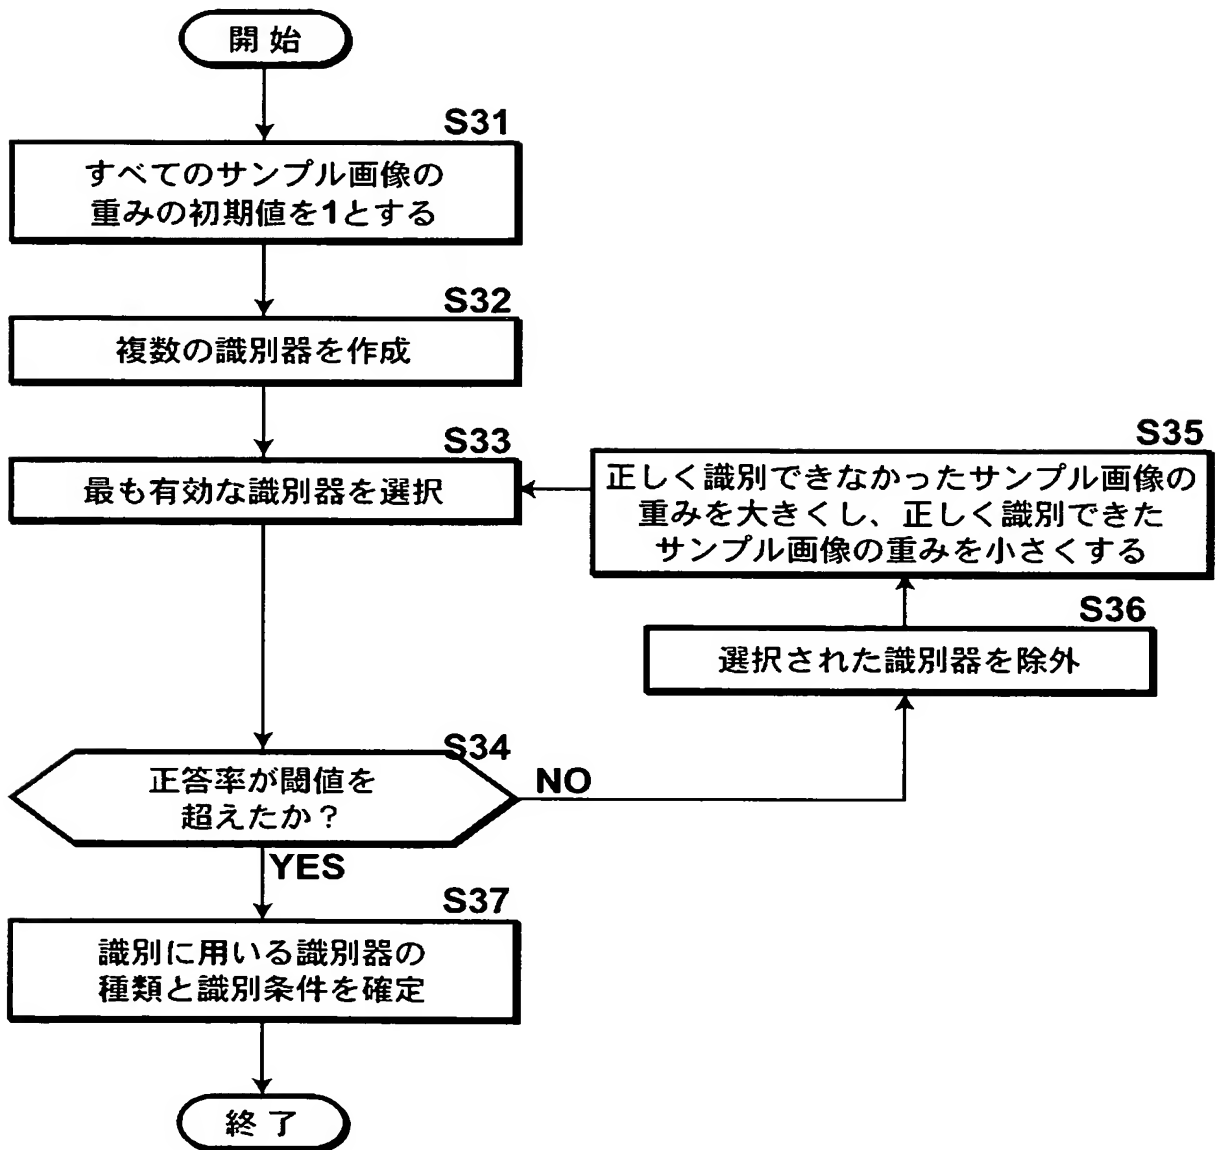 開始
S31
すべてのサンプル画像の
重みの初期値を1とする
S32
複数の識別器を作成
S33
最も有効な識別器を選択
S35
正しく識別できなかったサンプル画像の
重みを大きくし、正しく識別できた
サンプル画像の重みを小さくする
S36
選択された識別器を除外
S34
正答率が閾値を
超えたか？
NO
YES
S37
識別に用いる識別器の
種類と識別条件を確定
終了